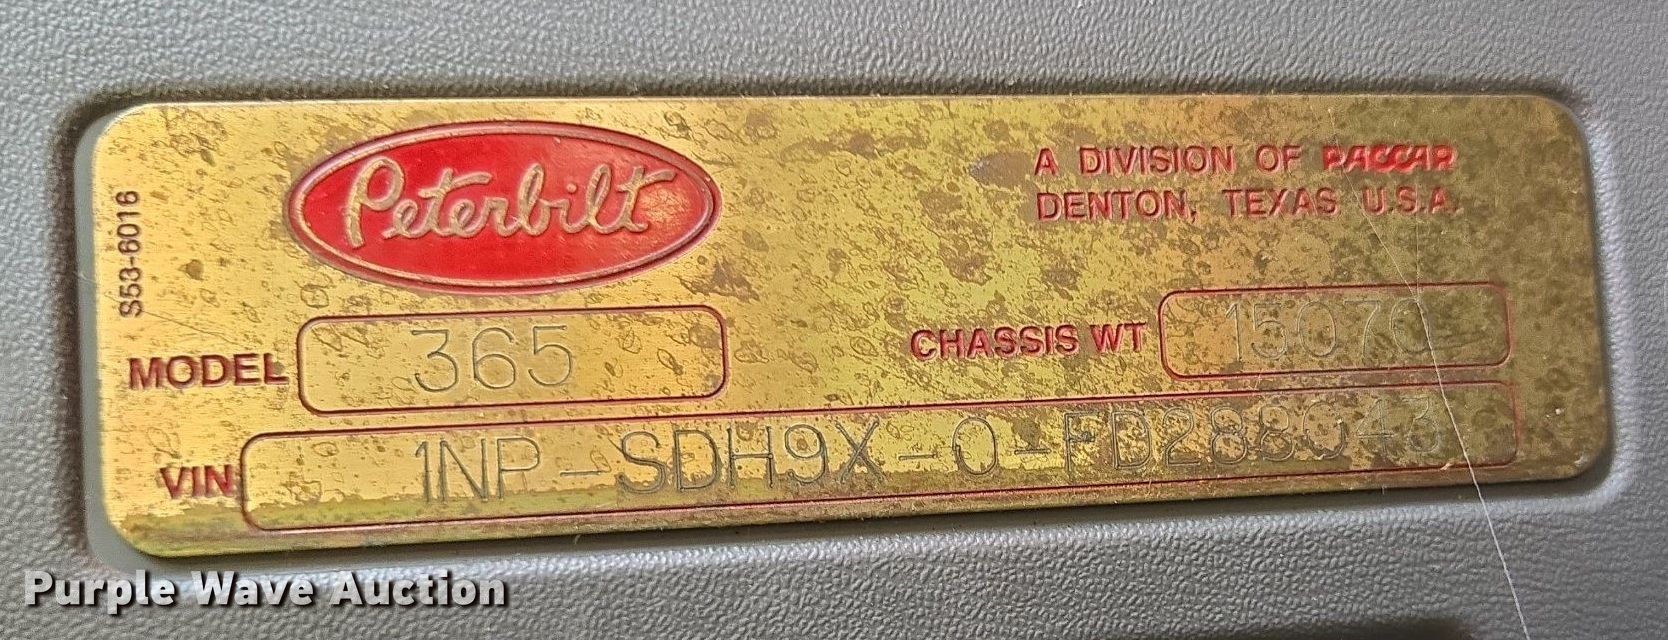 Peterbilt
A DIVISION OF PACCAR
DENTON, TEXAS U.S.A.
S53-6016
MODEL 365
CHASSIS WT 15070
VIN 1NP-SDH9X-0-FD288043
Purple Wave Auction